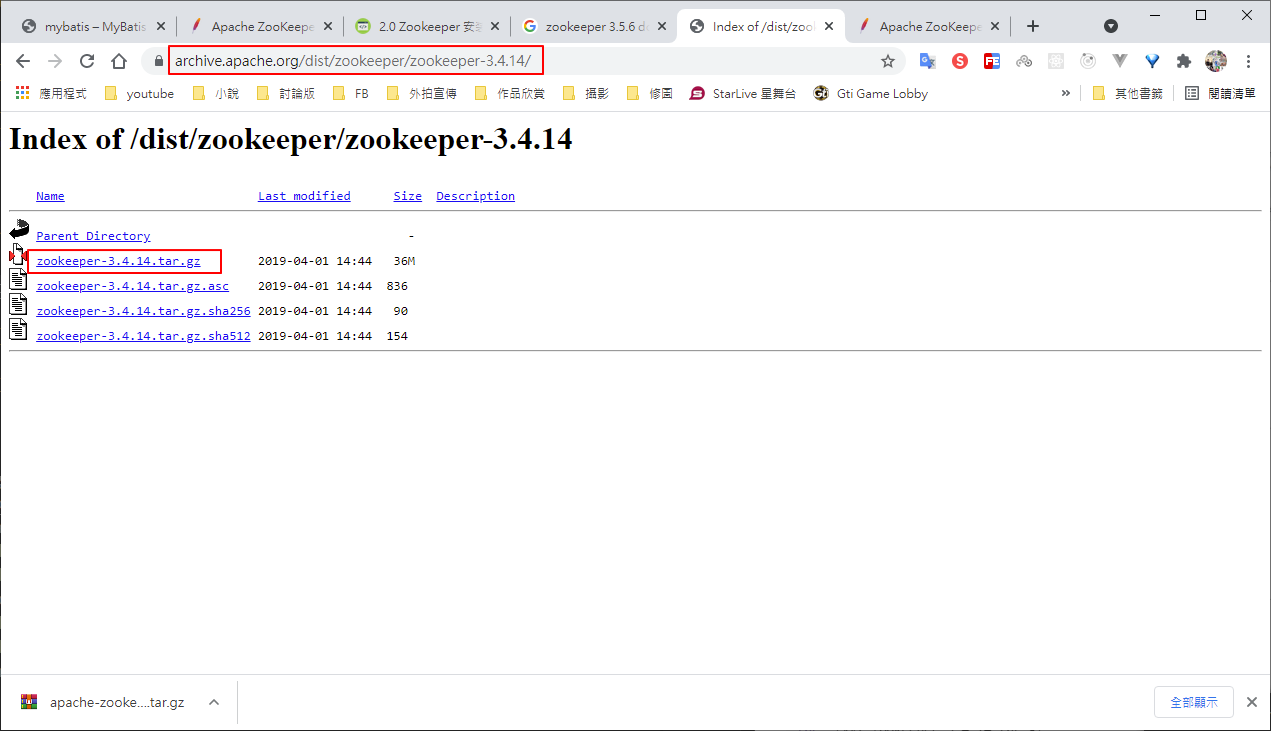 mybatis – MyBatis
Apache ZooKeepe
2.0 Zookeeper 安裝
zookeeper 3.5.6 do
Index of /dist/zoo
Apache ZooKeepe
archive.apache.org/dist/zookeeper/zookeeper-3.4.14/
應用程式 youtube 小說 討論版 FB 外拍宣傳 作品欣賞 攝影 修圖 StarLive 星舞台 Gti Game Lobby » 其他書籤 閱讀清單
Index of /dist/zookeeper/zookeeper-3.4.14
Name Last modified Size Description
Parent Directory -
zookeeper-3.4.14.tar.gz 2019-04-01 14:44 36M
zookeeper-3.4.14.tar.gz.asc 2019-04-01 14:44 836
zookeeper-3.4.14.tar.gz.sha256 2019-04-01 14:44 90
zookeeper-3.4.14.tar.gz.sha512 2019-04-01 14:44 154
apache-zooke....tar.gz
全部顯示